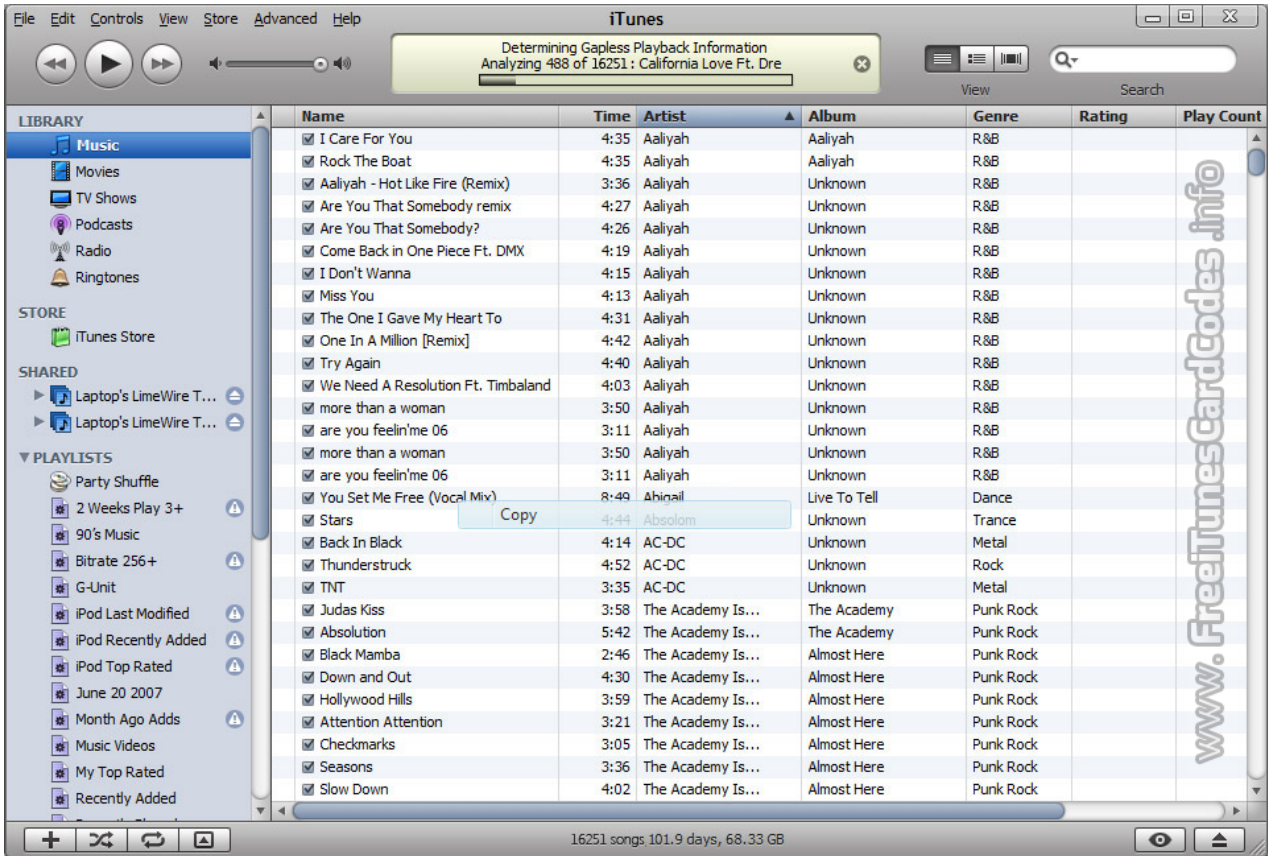 File Edit Controls View Store Advanced Help iTunes
Determining Gapless Playback Information
Analyzing 488 of 16251 : California Love Ft. Dre
View Search
LIBRARY
Music
Movies
TV Shows
Podcasts
Radio
Ringtones
STORE
iTunes Store
SHARED
Laptop's LimeWire T...
Laptop's LimeWire T...
PLAYLISTS
Party Shuffle
2 Weeks Play 3+
90's Music
Bitrate 256+
G-Unit
iPod Last Modified
iPod Recently Added
iPod Top Rated
June 20 2007
Month Ago Adds
Music Videos
My Top Rated
Recently Added
Name Time Artist Album Genre Rating Play Count
I Care For You 4:35 Aaliyah Aaliyah R&B
Rock The Boat 4:35 Aaliyah Aaliyah R&B
Aaliyah - Hot Like Fire (Remix) 3:36 Aaliyah Unknown R&B
Are You That Somebody remix 4:27 Aaliyah Unknown R&B
Are You That Somebody? 4:26 Aaliyah Unknown R&B
Come Back in One Piece Ft. DMX 4:19 Aaliyah Unknown R&B
I Don't Wanna 4:15 Aaliyah Unknown R&B
Miss You 4:13 Aaliyah Unknown R&B
The One I Gave My Heart To 4:31 Aaliyah Unknown R&B
One In A Million [Remix] 4:42 Aaliyah Unknown R&B
Try Again 4:40 Aaliyah Unknown R&B
We Need A Resolution Ft. Timbaland 4:03 Aaliyah Unknown R&B
more than a woman 3:50 Aaliyah Unknown R&B
are you feelin'me 06 3:11 Aaliyah Unknown R&B
more than a woman 3:50 Aaliyah Unknown R&B
are you feelin'me 06 3:11 Aaliyah Unknown R&B
You Set Me Free (Vocal Mix) 8:49 Abigail Live To Tell Dance
Copy
Stars 4:44 Absolom Unknown Trance
Back In Black 4:14 AC-DC Unknown Metal
Thunderstruck 4:52 AC-DC Unknown Rock
TNT 3:35 AC-DC Unknown Metal
Judas Kiss 3:58 The Academy Is... The Academy Punk Rock
Absolution 5:42 The Academy Is... The Academy Punk Rock
Black Mamba 2:46 The Academy Is... Almost Here Punk Rock
Down and Out 4:30 The Academy Is... Almost Here Punk Rock
Hollywood Hills 3:59 The Academy Is... Almost Here Punk Rock
Attention Attention 3:21 The Academy Is... Almost Here Punk Rock
Checkmarks 3:05 The Academy Is... Almost Here Punk Rock
Seasons 3:36 The Academy Is... Almost Here Punk Rock
Slow Down 4:02 The Academy Is... Almost Here Punk Rock
www. FreeiTunesCardCodes .info
16251 songs, 101.9 days, 68.33 GB